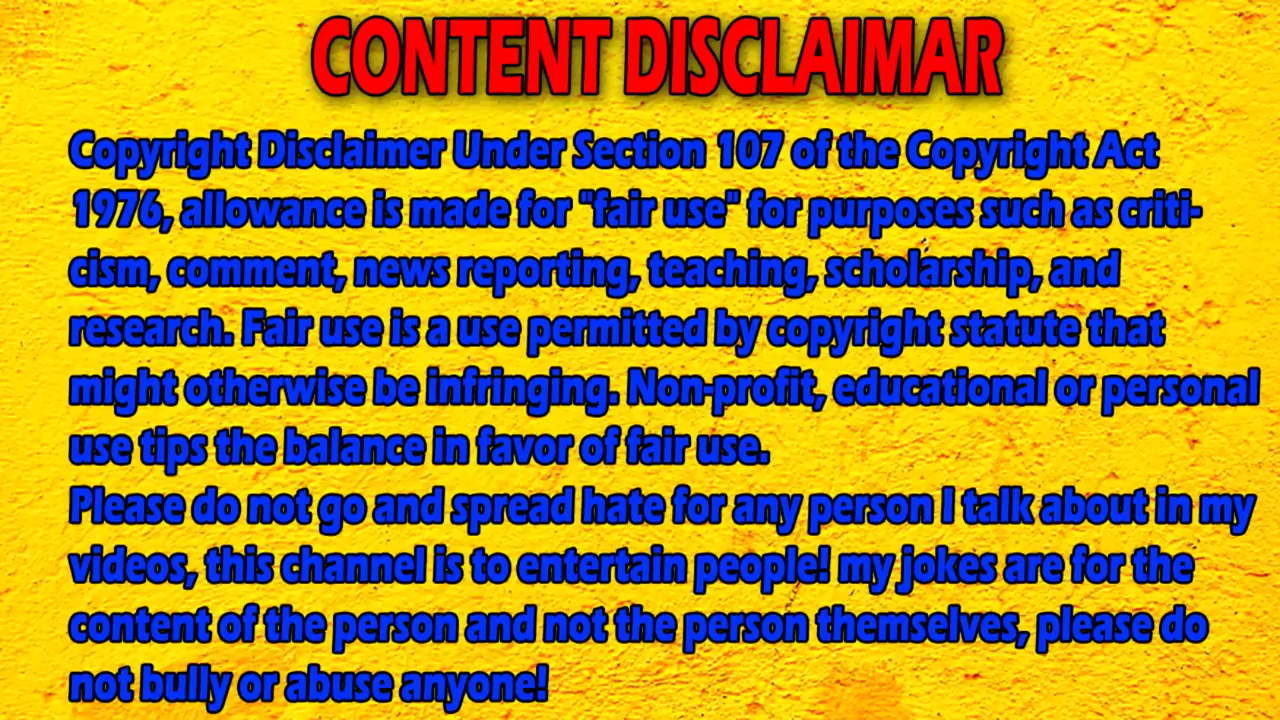 CONTENT DISCLAIMAR
Copyright Disclaimer Under Section 107 of the Copyright Act
1976, allowance is made for "fair use" for purposes such as criti-
cism, comment, news reporting, teaching, scholarship, and
research. Fair use is a use permitted by copyright statute that
might otherwise be infringing. Non-profit, educational or personal
use tips the balance in favor of fair use.
Please do not go and spread hate for any person I talk about in my
videos, this channel is to entertain people! my jokes are for the
content of the person and not the person themselves, please do
not bully or abuse anyone!